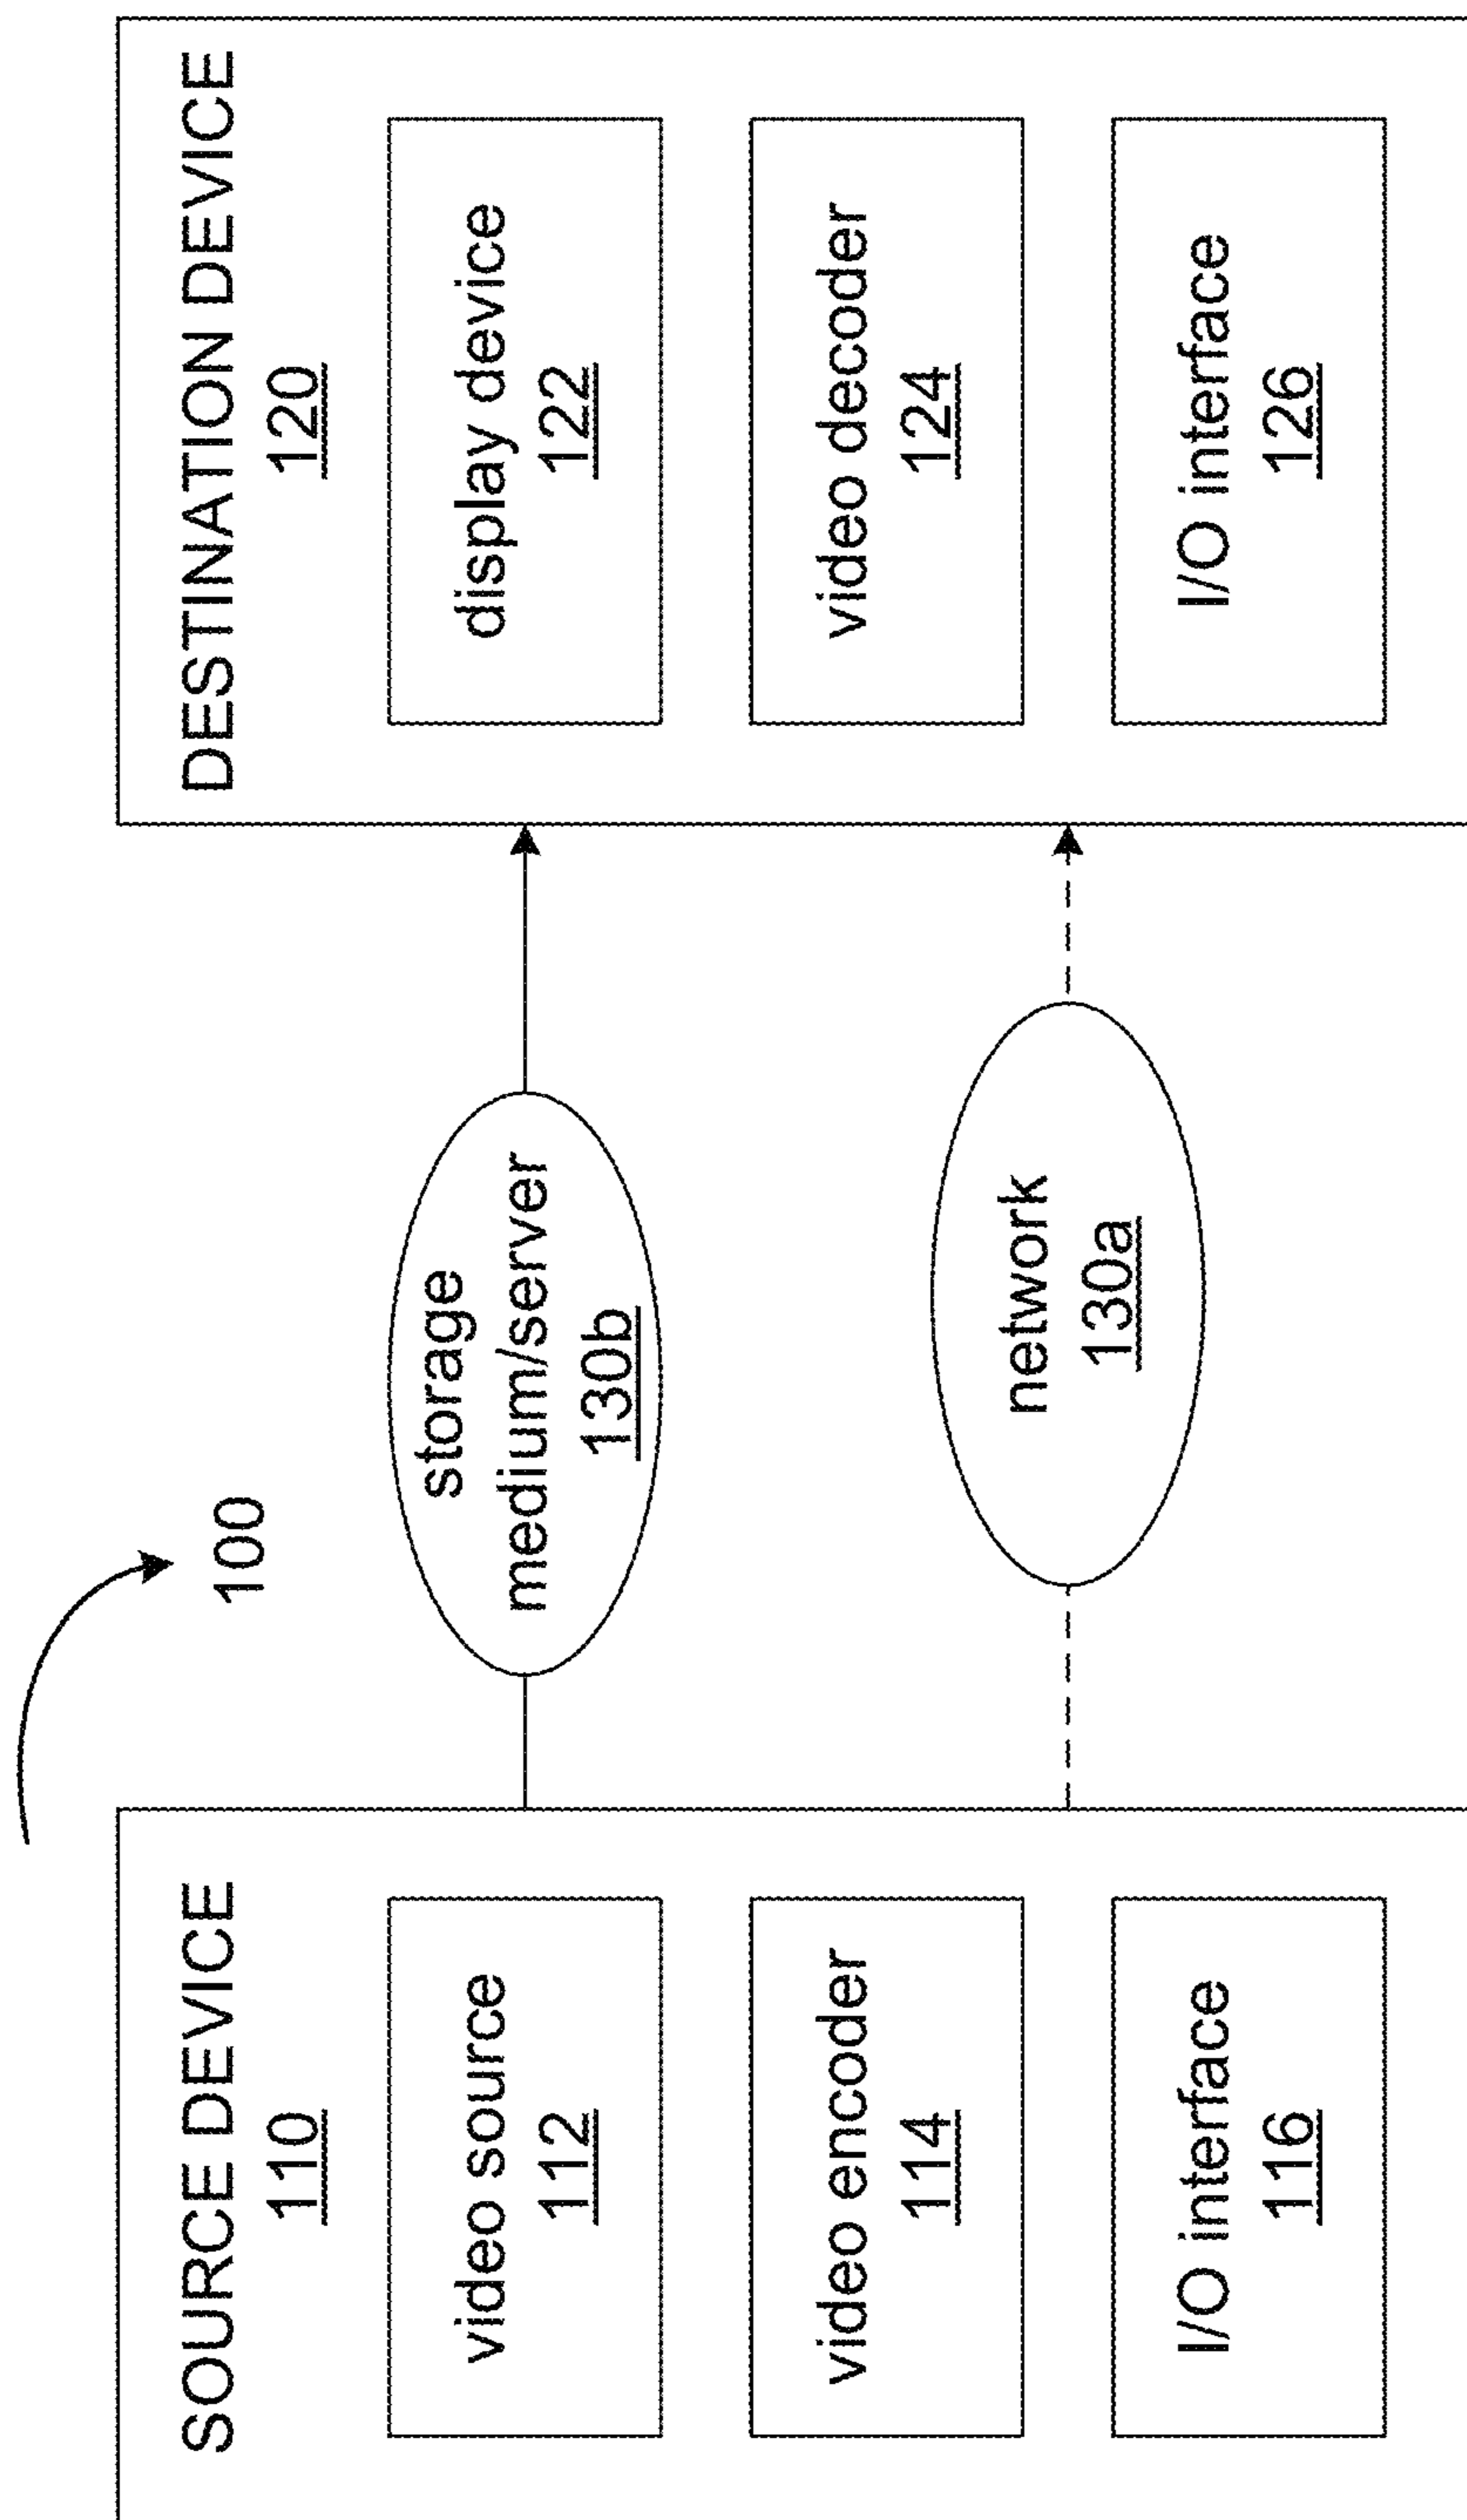 100
SOURCE DEVICE
110
video source
112
video encoder
114
I/O interface
116
storage
medium/server
130b
network
130a
DESTINATION DEVICE
120
display device
122
video decoder
124
I/O interface
126